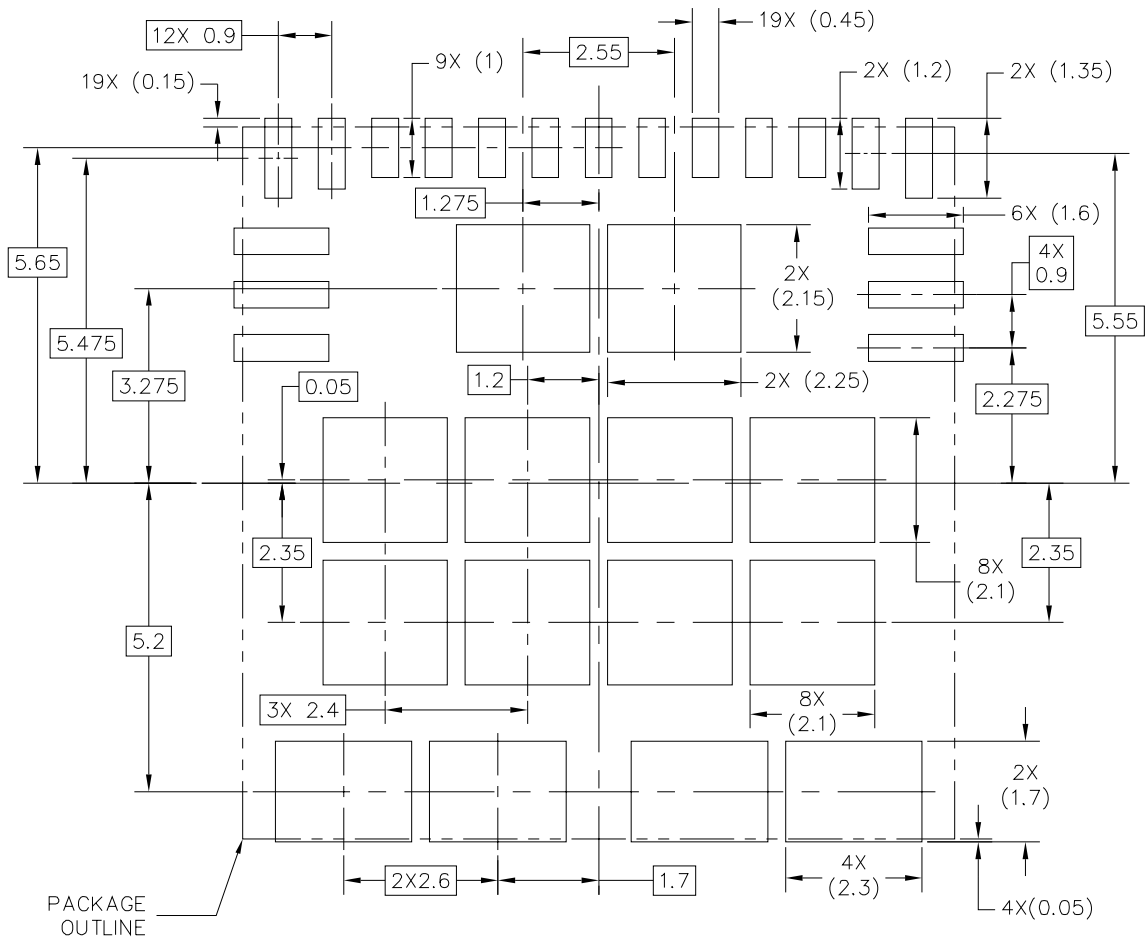 19X (0.45)
12X 0.9
2.55
9X (1)
2X (1.2)
2X (1.35)
19X (0.15)
1.275
6X (1.6)
5.65
4X
0.9
2X
(2.15)
5.55
5.475
3.275
0.05
1.2
2X (2.25)
2.275
2.35
2.35
8X
(2.1)
5.2
3X 2.4
8X
(2.1)
2X
(1.7)
2X2.6
1.7
4X
(2.3)
4X(0.05)
PACKAGE
OUTLINE